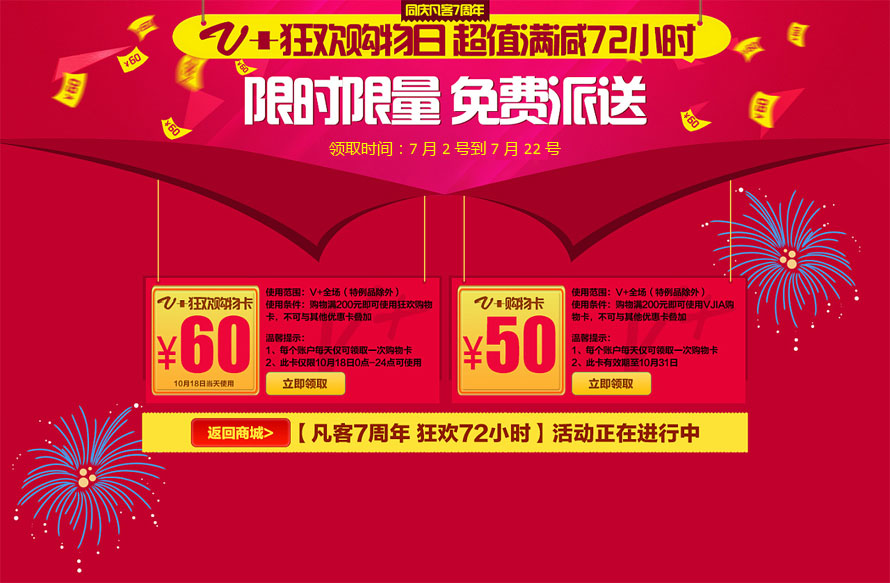 同庆凡客7周年
V+狂欢购物日 超值满减72小时
限时限量 免费派送
领取时间：7 月 2 号到 7 月 22 号
¥60
¥60
¥60
¥60
¥60
¥60
V+狂欢购物卡
¥60
10月18日当天使用
使用范围：V+全场（特例品除外）
使用条件：购物满200元即可使用狂欢购物
卡，不可与其他优惠卡叠加
温馨提示：
1、每个账户每天仅可领取一次购物卡
2、此卡仅限10月18日0点-24点可使用
立即领取
V+购物卡
¥50
使用范围：V+全场（特例品除外）
使用条件：购物满200元即可使用VJIA购
物卡，不可与其他优惠卡叠加
温馨提示：
1、每个账户每天仅可领取一次购物卡
2、此卡有效期至10月31日
立即领取
返回商城>
【凡客7周年 狂欢72小时】活动正在进行中